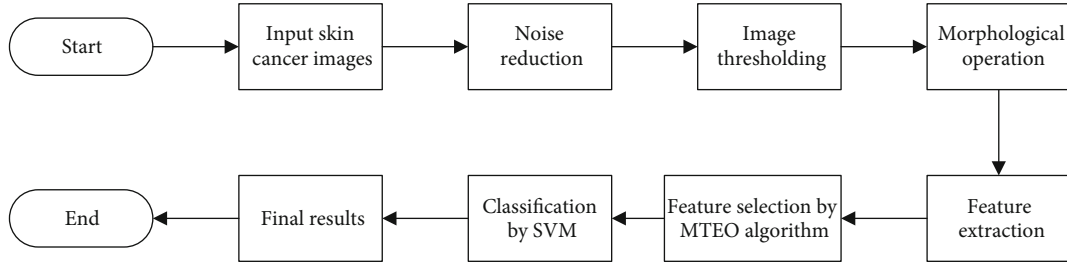 Start
Input skin
cancer images
Noise
reduction
Image
thresholding
Morphological
operation
Feature
extraction
Feature selection by
MTEO algorithm
Classification
by SVM
Final results
End